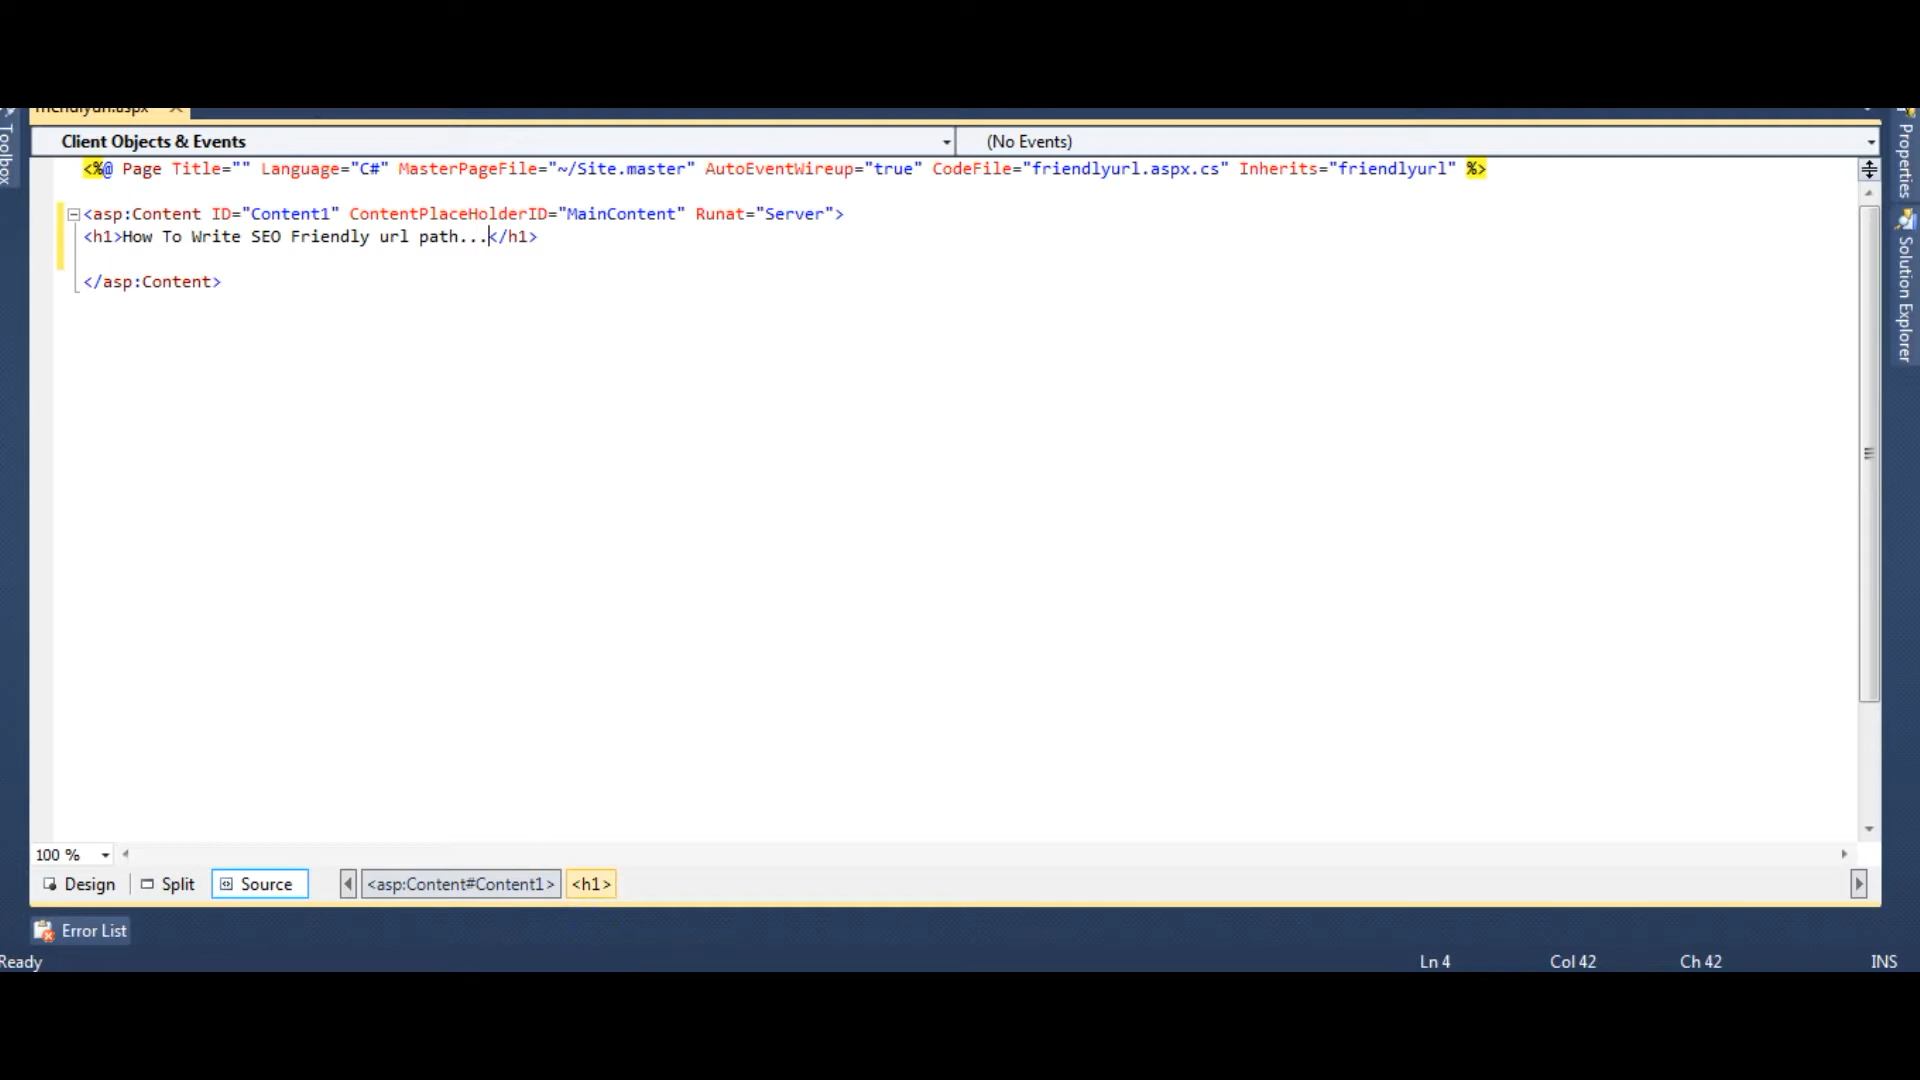 friendlyurl.aspx
Toolbox
Client Objects & Events
(No Events)
Properties
Solution Explorer
<%@ Page Title="" Language="C#" MasterPageFile="~/Site.master" AutoEventWireup="true" CodeFile="friendlyurl.aspx.cs" Inherits="friendlyurl" %>
<asp:Content ID="Content1" ContentPlaceHolderID="MainContent" Runat="Server">
<h1>How To Write SEO Friendly url path...</h1>
</asp:Content>
100 %
Design
Split
Source
<asp:Content#Content1>
<h1>
Error List
Ready
Ln 4
Col 42
Ch 42
INS